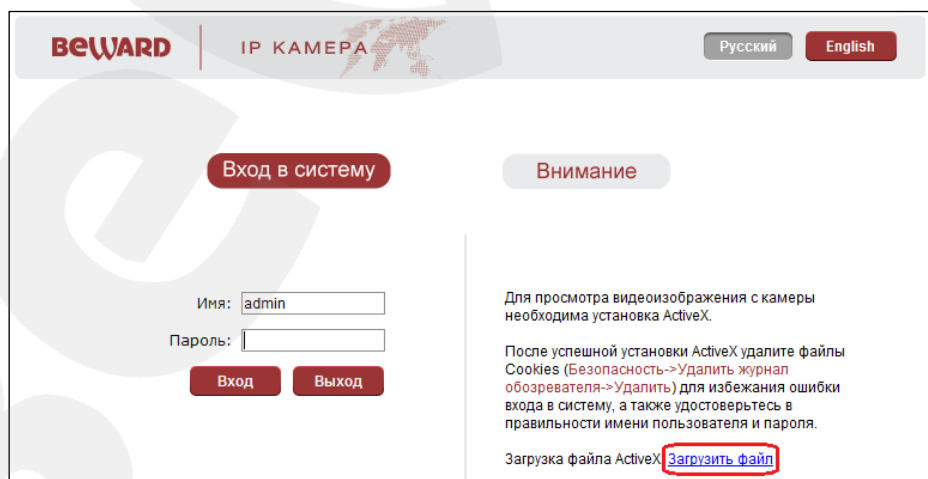 BEWARD
IP КАМЕРА
Русский
English
Вход в систему
Внимание
Имя: admin
Пароль:
Вход
Выход
Для просмотра видеоизображения с камеры
необходима установка ActiveX.
После успешной установки ActiveX удалите файлы
Cookies (Безопасность->Удалить журнал
обозревателя->Удалить) для избежания ошибки
входа в систему, а также удостоверьтесь в
правильности имени пользователя и пароля.
Загрузка файла ActiveX Загрузить файл